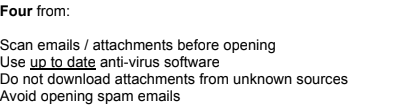 Four from:
Scan emails / attachments before opening
Use up to date anti-virus software
Do not download attachments from unknown sources
Avoid opening spam emails